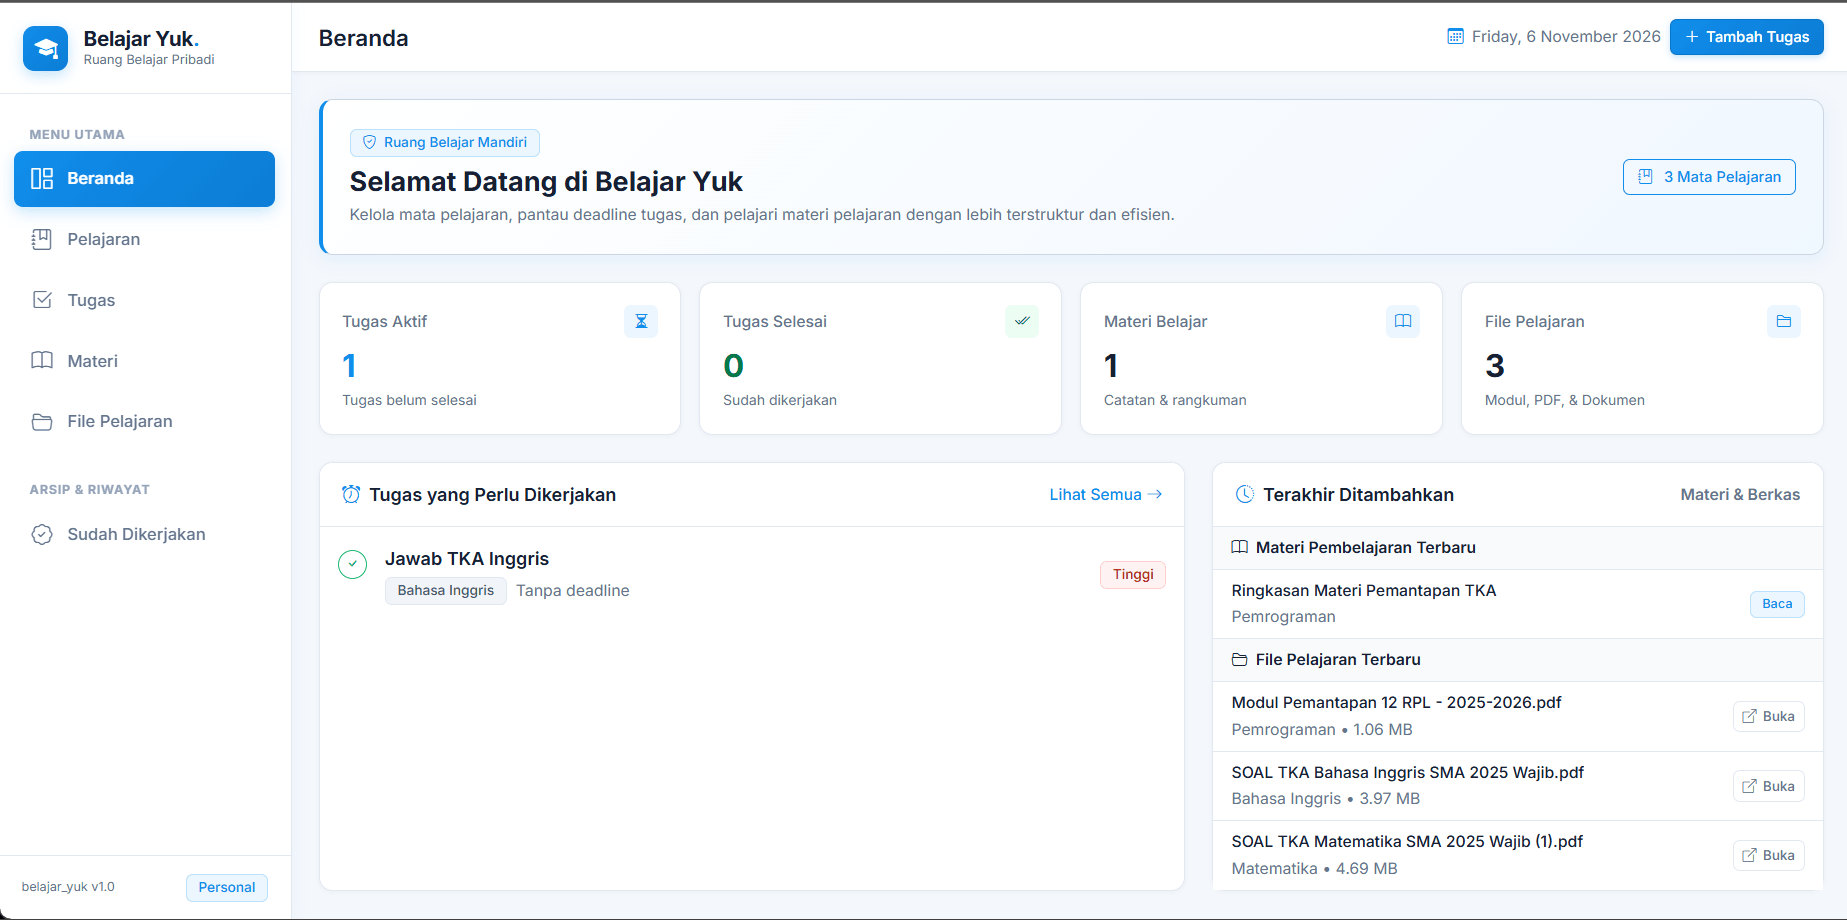 Belajar Yuk.
Ruang Belajar Pribadi
MENU UTAMA
Beranda
Pelajaran
Tugas
Materi
File Pelajaran
ARSIP & RIWAYAT
Sudah Dikerjakan
belajar_yuk v1.0
Personal
Beranda
Friday, 6 November 2026
Tambah Tugas
Ruang Belajar Mandiri
Selamat Datang di Belajar Yuk
Kelola mata pelajaran, pantau deadline tugas, dan pelajari materi pelajaran dengan lebih terstruktur dan efisien.
3 Mata Pelajaran
Tugas Aktif
1
Tugas belum selesai
Tugas Selesai
0
Sudah dikerjakan
Materi Belajar
1
Catatan & rangkuman
File Pelajaran
3
Modul, PDF, & Dokumen
Tugas yang Perlu Dikerjakan
Lihat Semua →
Jawab TKA Inggris
Bahasa Inggris Tanpa deadline
Tinggi
Terakhir Ditambahkan
Materi & Berkas
Materi Pembelajaran Terbaru
Ringkasan Materi Pemantapan TKA
Pemrograman
Baca
File Pelajaran Terbaru
Modul Pemantapan 12 RPL - 2025-2026.pdf
Pemrograman • 1.06 MB
Buka
SOAL TKA Bahasa Inggris SMA 2025 Wajib.pdf
Bahasa Inggris • 3.97 MB
Buka
SOAL TKA Matematika SMA 2025 Wajib (1).pdf
Matematika • 4.69 MB
Buka